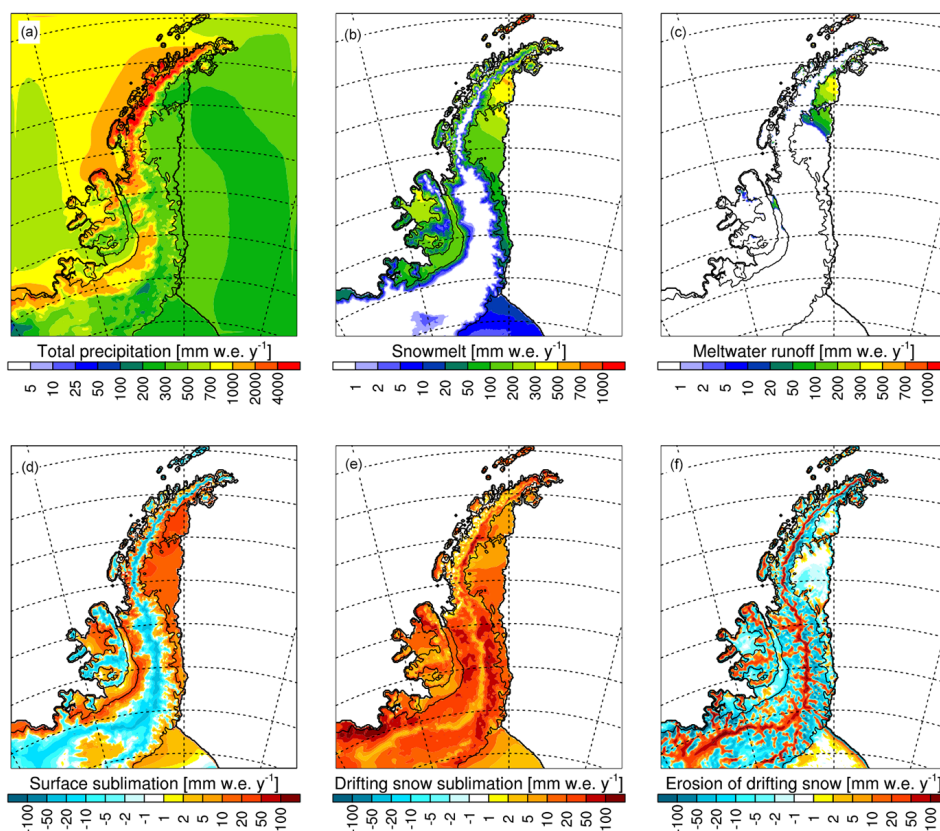 (a)
(b)
(c)
Total precipitation [mm w.e. y⁻¹]
5 10 25 50 100 200 300 500 700 1000 2000 4000
Snowmelt [mm w.e. y⁻¹]
1 2 5 10 20 50 100 200 300 500 700 1000
Meltwater runoff [mm w.e. y⁻¹]
1 2 5 10 20 50 100 200 300 500 700 1000
(d)
(e)
(f)
Surface sublimation [mm w.e. y⁻¹]
-100 -50 -20 -10 -5 -2 -1 1 2 5 10 20 50 100
Drifting snow sublimation [mm w.e. y⁻¹]
-100 -50 -20 -10 -5 -2 -1 1 2 5 10 20 50 100
Erosion of drifting snow [mm w.e. y⁻¹]
-100 -50 -20 -10 -5 -2 -1 1 2 5 10 20 50 100